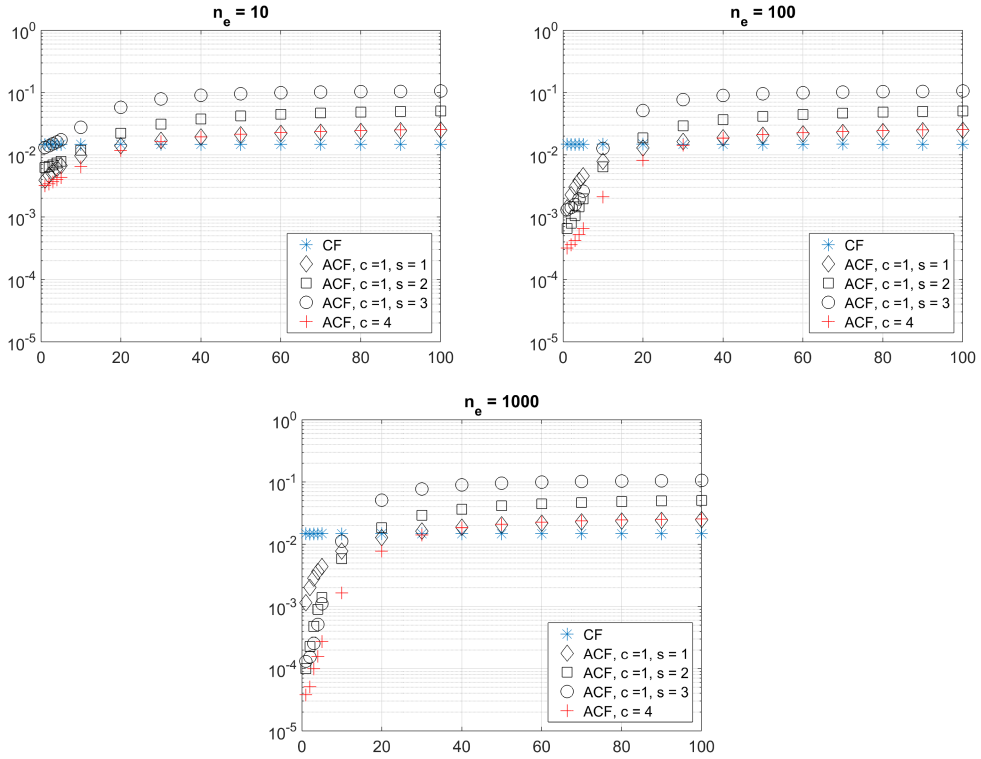 n_e = 10
10^0
10^-1
10^-2
10^-3
10^-4
10^-5
0 20 40 60 80 100
CF
ACF, c =1, s = 1
ACF, c =1, s = 2
ACF, c =1, s = 3
ACF, c = 4
n_e = 100
10^0
10^-1
10^-2
10^-3
10^-4
10^-5
0 20 40 60 80 100
CF
ACF, c =1, s = 1
ACF, c =1, s = 2
ACF, c =1, s = 3
ACF, c = 4
n_e = 1000
10^0
10^-1
10^-2
10^-3
10^-4
10^-5
0 20 40 60 80 100
CF
ACF, c =1, s = 1
ACF, c =1, s = 2
ACF, c =1, s = 3
ACF, c = 4